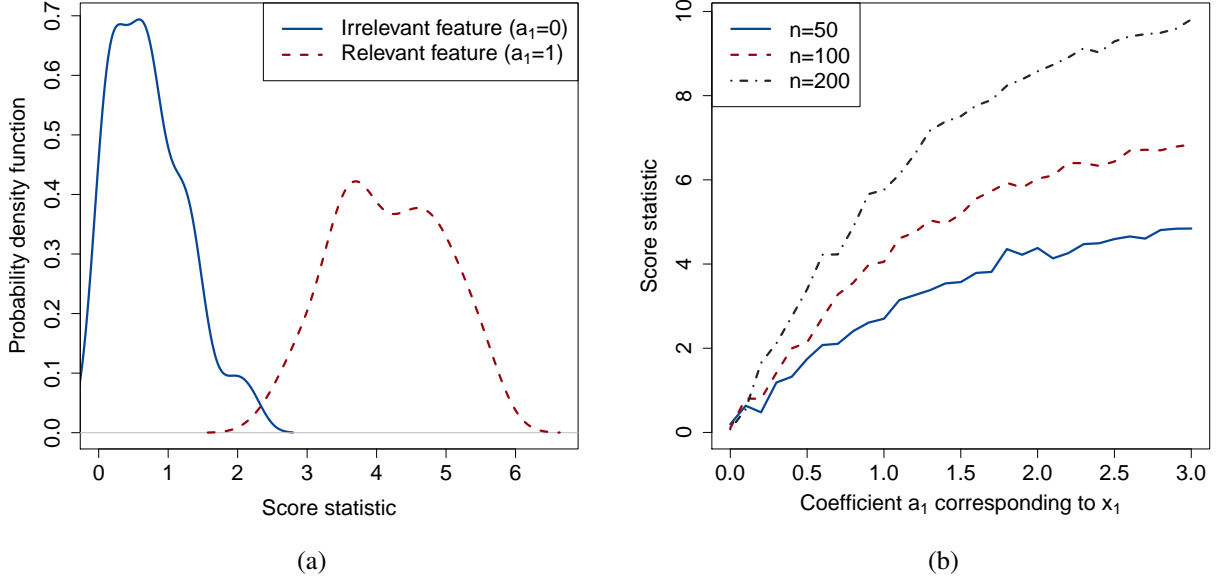 Irrelevant feature (a₁=0)
Relevant feature (a₁=1)
Probability density function
0.7
0.6
0.5
0.4
0.3
0.2
0.1
0.0
0 1 2 3 4 5 6
Score statistic
(a)
n=50
n=100
n=200
Score statistic
10
8
6
4
2
0
0.0 0.5 1.0 1.5 2.0 2.5 3.0
Coefficient a₁ corresponding to x₁
(b)